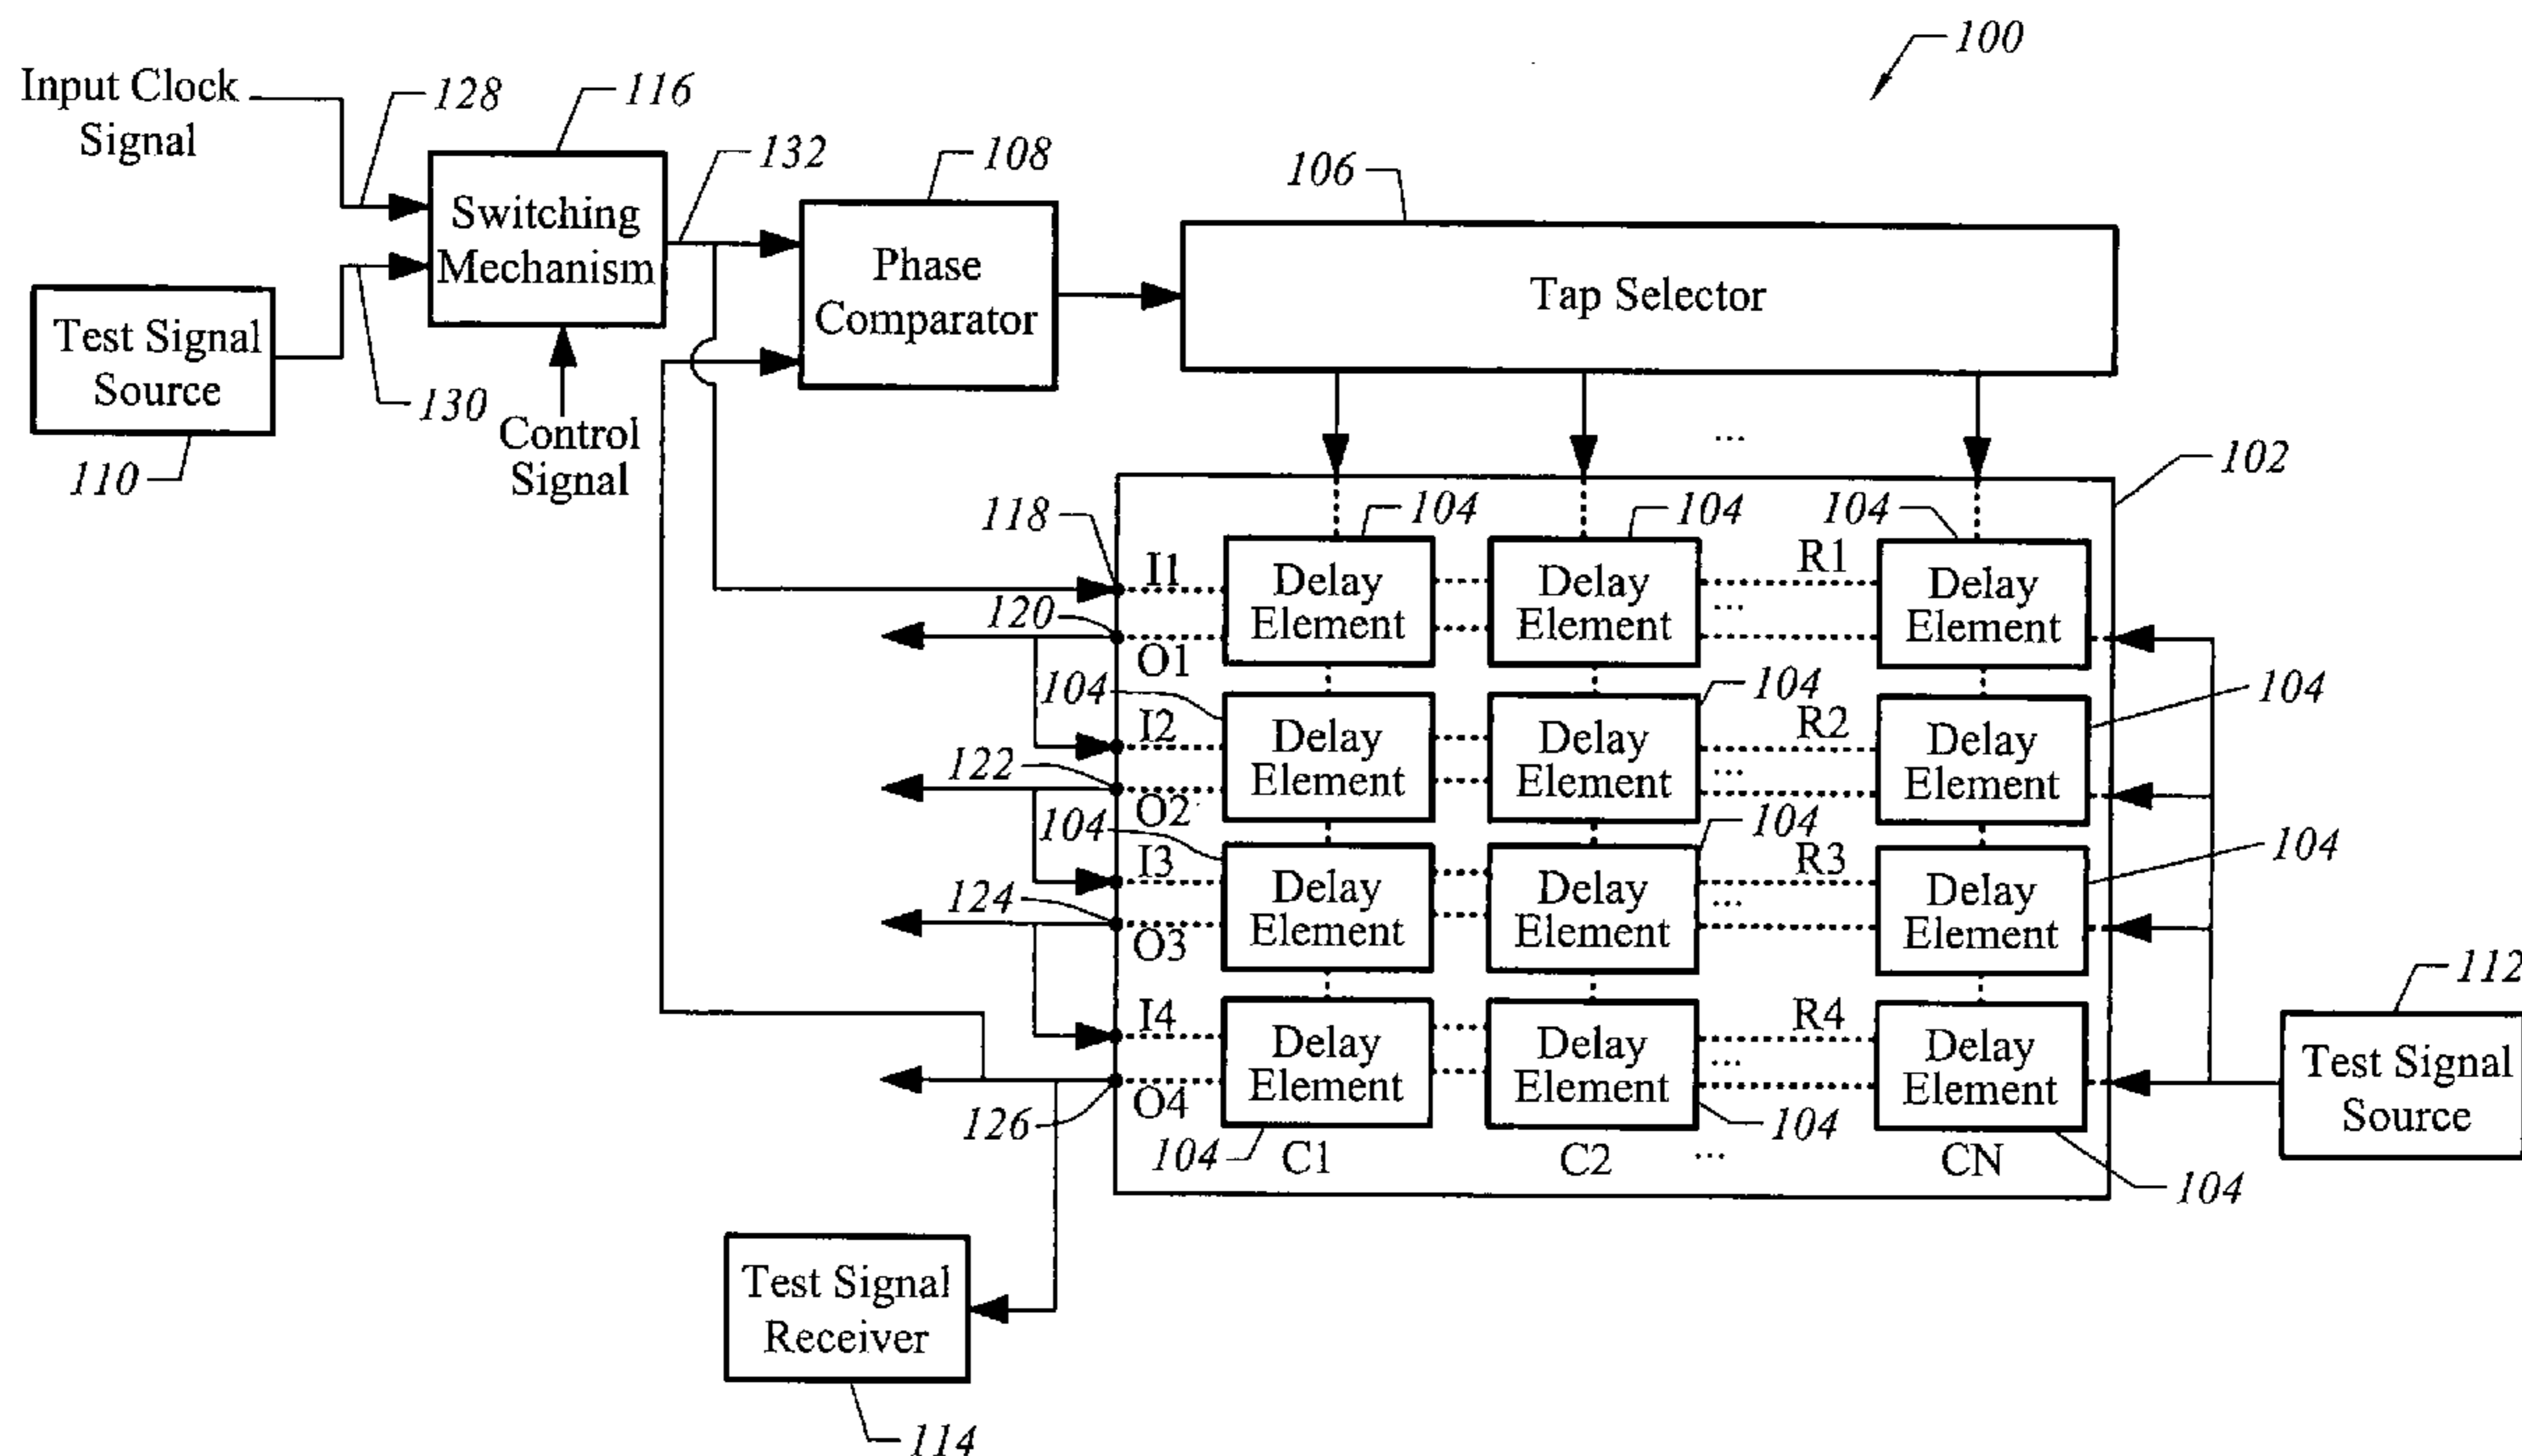 100
Input Clock
Signal
128
116
132
108
106
Switching
Mechanism
Phase
Comparator
Tap Selector
Test Signal
Source
130
110
Control
Signal
...
102
118
104
104
104
I1
Delay
Element
Delay
Element
R1
...
Delay
Element
120
O1
104
104
104
I2
Delay
Element
Delay
Element
R2
...
Delay
Element
122
O2
104
104
104
I3
Delay
Element
Delay
Element
R3
...
Delay
Element
124
O3
112
I4
Delay
Element
Delay
Element
R4
...
Delay
Element
Test Signal
Source
O4
126
104
C1
104
C2
...
CN
104
Test Signal
Receiver
114